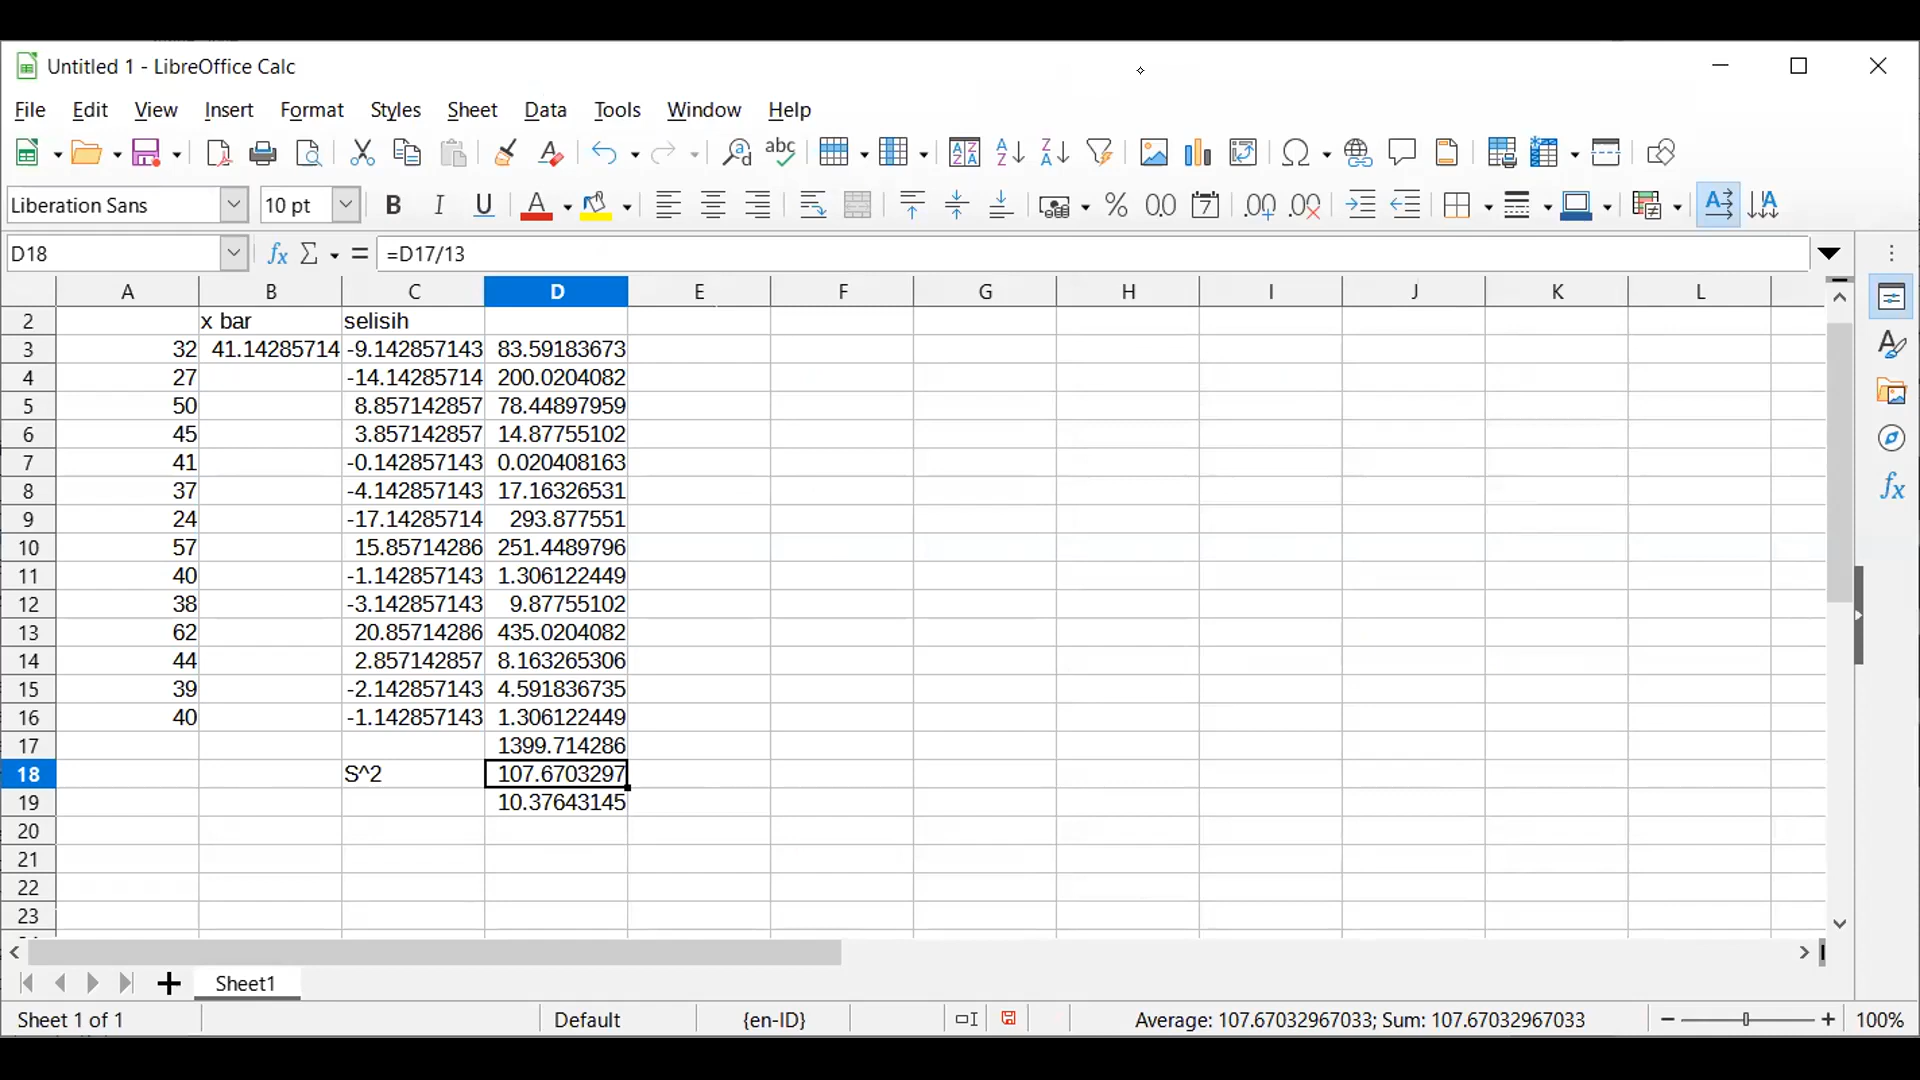 Untitled 1 - LibreOffice Calc
File Edit View Insert Format Styles Sheet Data Tools Window Help
Liberation Sans 10 pt B I U A % 0.0 .00 .00
D18 fx Σ = =D17/13
A B C D E F G H I J K L
2 x bar selisih
3 32 41.14285714 -9.142857143 83.59183673
4 27 -14.14285714 200.0204082
5 50 8.857142857 78.44897959
6 45 3.857142857 14.87755102
7 41 -0.142857143 0.020408163
8 37 -4.142857143 17.16326531
9 24 -17.14285714 293.877551
10 57 15.85714286 251.4489796
11 40 -1.142857143 1.306122449
12 38 -3.142857143 9.87755102
13 62 20.85714286 435.0204082
14 44 2.857142857 8.163265306
15 39 -2.142857143 4.591836735
16 40 -1.142857143 1.306122449
17 1399.714286
18 S^2 107.6703297
19 10.37643145
20
21
22
23
Sheet1
Sheet 1 of 1 Default {en-ID} Average: 107.67032967033; Sum: 107.67032967033 100%